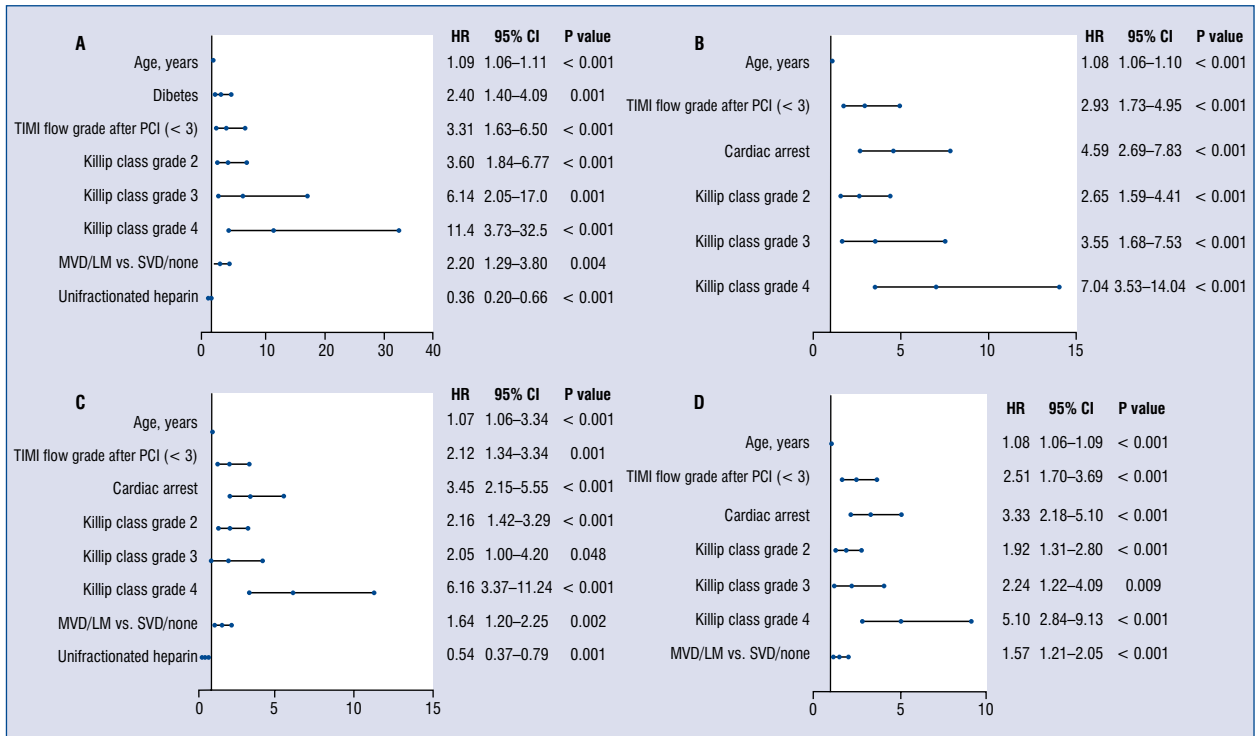 A
HR 95% CI P value
Age, years 1.09 1.06–1.11 < 0.001
Dibetes 2.40 1.40–4.09 0.001
TIMI flow grade after PCI (< 3) 3.31 1.63–6.50 < 0.001
Killip class grade 2 3.60 1.84–6.77 < 0.001
Killip class grade 3 6.14 2.05–17.0 0.001
Killip class grade 4 11.4 3.73–32.5 < 0.001
MVD/LM vs. SVD/none 2.20 1.29–3.80 0.004
Unifractionated heparin 0.36 0.20–0.66 < 0.001
0 10 20 30 40
B
HR 95% CI P value
Age, years 1.08 1.06–1.10 < 0.001
TIMI flow grade after PCI (< 3) 2.93 1.73–4.95 < 0.001
Cardiac arrest 4.59 2.69–7.83 < 0.001
Killip class grade 2 2.65 1.59–4.41 < 0.001
Killip class grade 3 3.55 1.68–7.53 < 0.001
Killip class grade 4 7.04 3.53–14.04 < 0.001
0 5 10 15
C
HR 95% CI P value
Age, years 1.07 1.06–3.34 < 0.001
TIMI flow grade after PCI (< 3) 2.12 1.34–3.34 0.001
Cardiac arrest 3.45 2.15–5.55 < 0.001
Killip class grade 2 2.16 1.42–3.29 < 0.001
Killip class grade 3 2.05 1.00–4.20 0.048
Killip class grade 4 6.16 3.37–11.24 < 0.001
MVD/LM vs. SVD/none 1.64 1.20–2.25 0.002
Unifractionated heparin 0.54 0.37–0.79 0.001
0 5 10 15
D
HR 95% CI P value
Age, years 1.08 1.06–1.09 < 0.001
TIMI flow grade after PCI (< 3) 2.51 1.70–3.69 < 0.001
Cardiac arrest 3.33 2.18–5.10 < 0.001
Killip class grade 2 1.92 1.31–2.80 < 0.001
Killip class grade 3 2.24 1.22–4.09 0.009
Killip class grade 4 5.10 2.84–9.13 < 0.001
MVD/LM vs. SVD/none 1.57 1.21–2.05 < 0.001
0 5 10